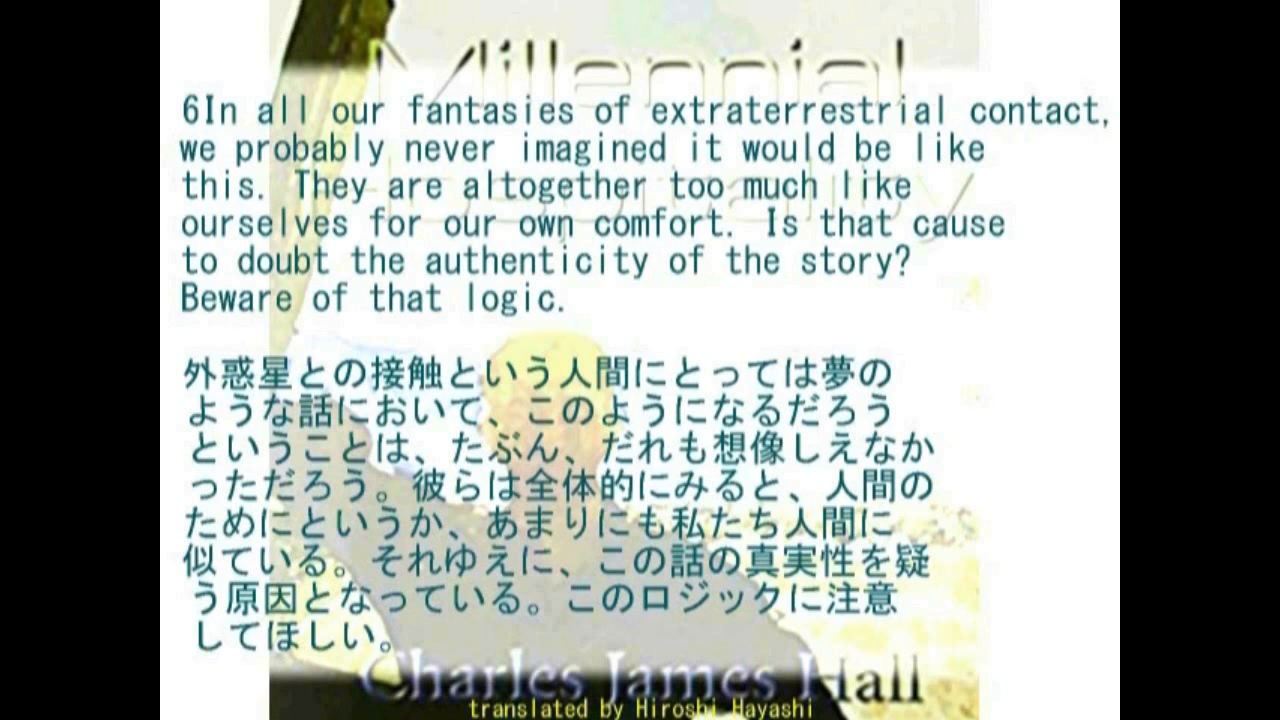 Millennial
Hospitality
6In all our fantasies of extraterrestrial contact,
we probably never imagined it would be like
this. They are altogether too much like
ourselves for our own comfort. Is that cause
to doubt the authenticity of the story?
Beware of that logic.
外惑星との接触という人間にとっては夢の
ような話において、このようになるだろう
ということは、たぶん、だれも想像しえなか
っただろう。彼らは全体的にみると、人間の
ためにというか、あまりにも私たち人間に
似ている。それゆえに、この話の真実性を疑
う原因となっている。このロジックに注意
してほしい。
Charles James Hall
translated by Hiroshi Hayashi